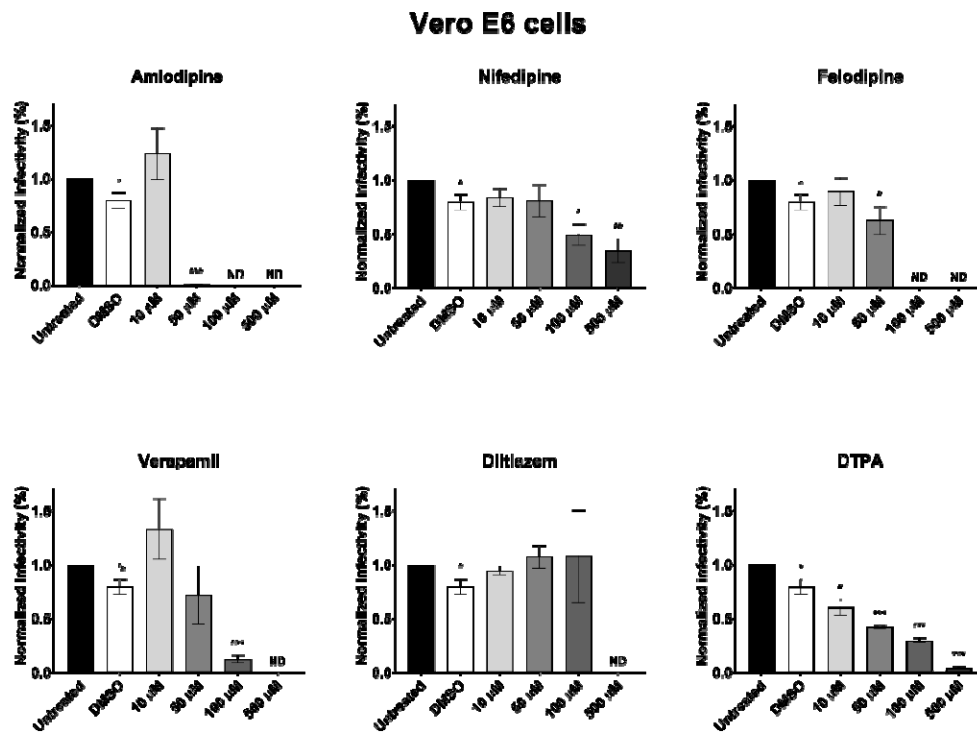 Vero E6 cells
Amlodipine
Normalized Infectivity (%)
1.5
1.0
0.5
0.0
***
ND
ND
Untreated
DMSO
10 µM
50 µM
100 µM
500 µM
Nifedipine
Normalized Infectivity (%)
1.5
1.0
0.5
0.0
Untreated
DMSO
10 µM
50 µM
100 µM
500 µM
Felodipine
Normalized Infectivity (%)
1.5
1.0
0.5
0.0
ND
ND
Untreated
DMSO
10 µM
50 µM
100 µM
500 µM
Verapamil
Normalized Infectivity (%)
1.5
1.0
0.5
0.0
ND
Untreated
DMSO
10 µM
50 µM
100 µM
500 µM
Diltiazem
Normalized Infectivity (%)
1.5
1.0
0.5
0.0
ND
Untreated
DMSO
10 µM
50 µM
100 µM
500 µM
DTPA
Normalized Infectivity (%)
1.5
1.0
0.5
0.0
Untreated
DMSO
10 µM
50 µM
100 µM
500 µM